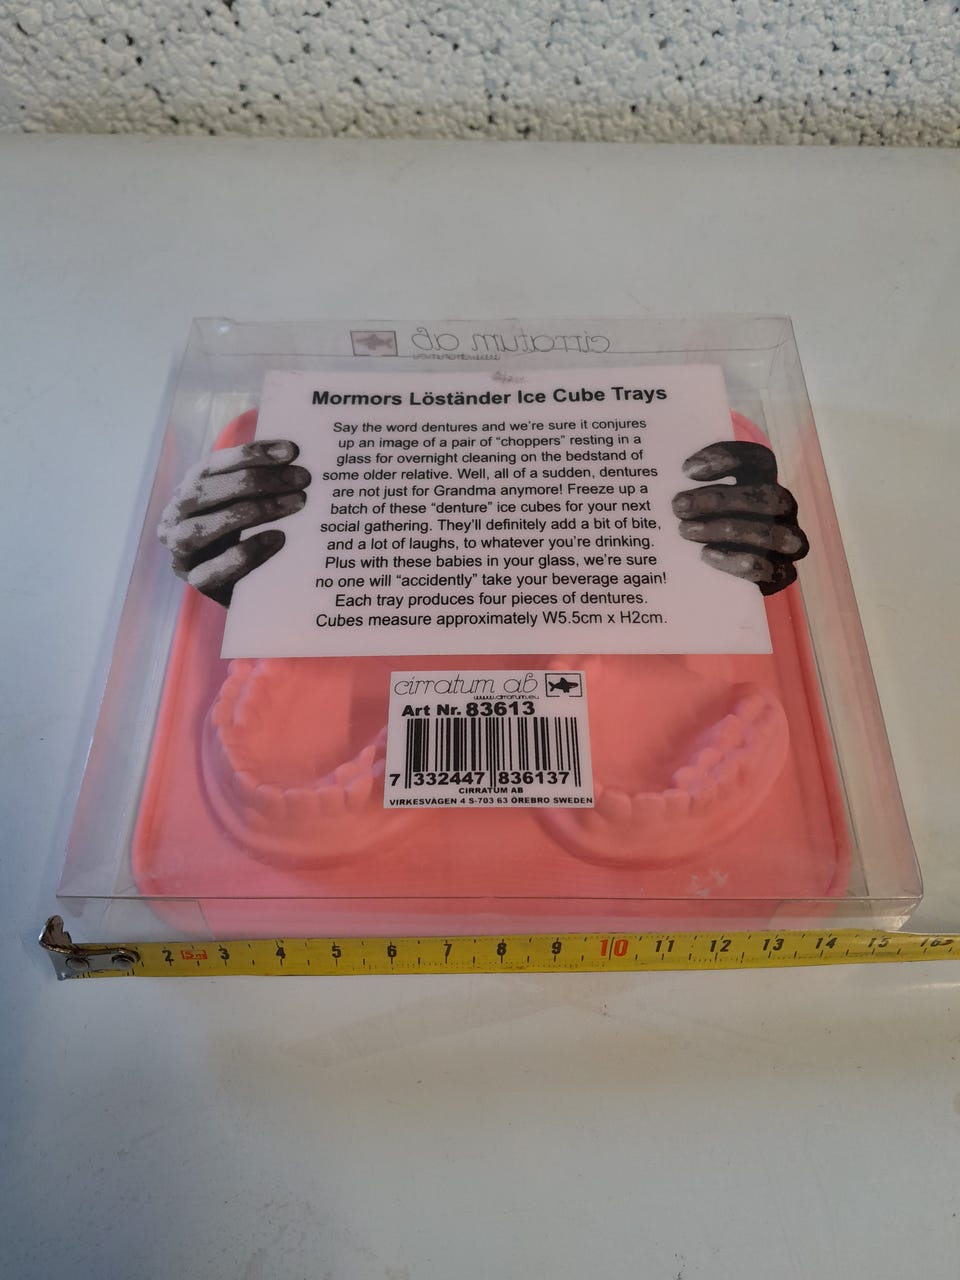 cirratum ab
Mormors Löständer Ice Cube Trays
Say the word dentures and we're sure it conjures
up an image of a pair of “choppers” resting in a
glass for overnight cleaning on the bedstand of
some older relative. Well, all of a sudden, dentures
are not just for Grandma anymore! Freeze up a
batch of these “denture” ice cubes for your next
social gathering. They'll definitely add a bit of bite,
and a lot of laughs, to whatever you're drinking.
Plus with these babies in your glass, we're sure
no one will “accidently” take your beverage again!
Each tray produces four pieces of dentures.
Cubes measure approximately W5.5cm x H2cm.
cirratum ab
www.cirratum.eu
Art Nr. 83613
7 332447 836137
CIRRATUM AB
VIRKESVÄGEN 4 S-703 63 ÖREBRO SWEDEN
2 5m 3 4 5 6 7 8 9 10 11 12 13 14 15 16